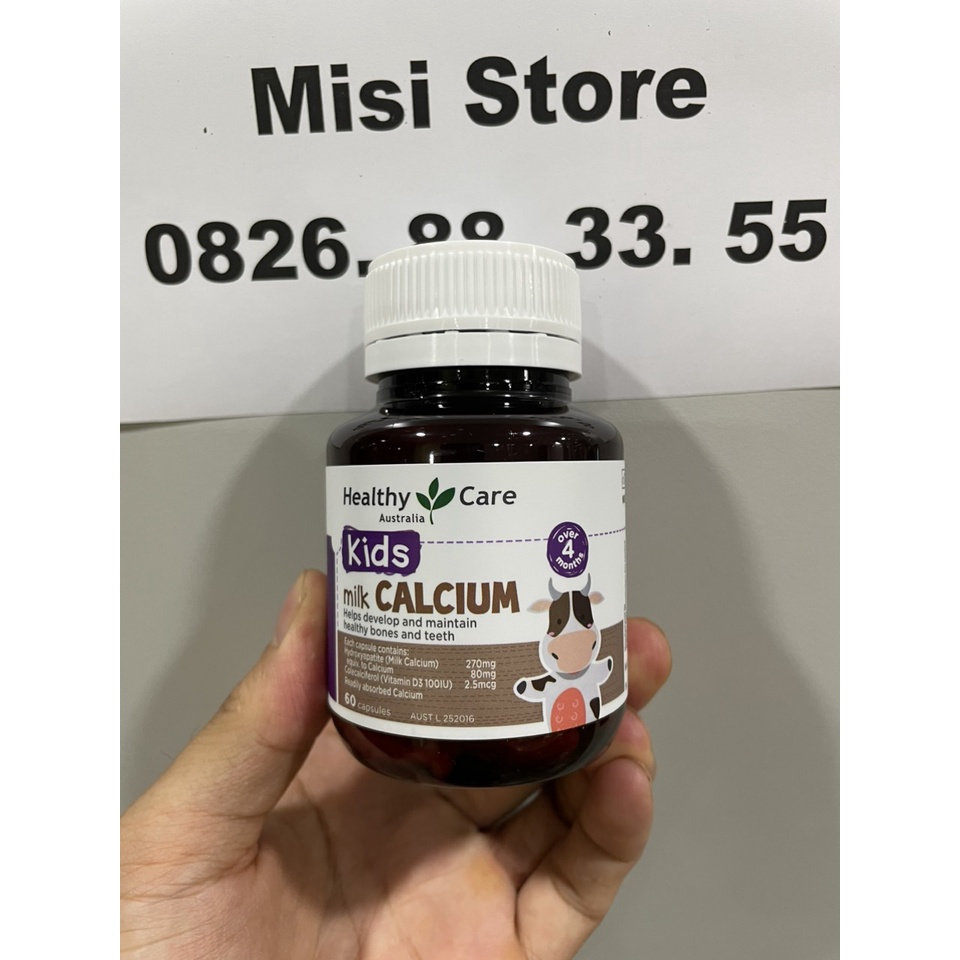 Misi Store
0826. 88. 33. 55
Healthy Care
Australia
Kids
over
4
months
milk CALCIUM
Helps develop and maintain
healthy bones and teeth
Each capsule contains:
Hydroxyapatite (Milk Calcium) 270mg
equiv. to Calcium 80mg
Colecalciferol (Vitamin D3 100IU) 2.5mcg
Readily absorbed Calcium
60 capsules
AUST L 252016